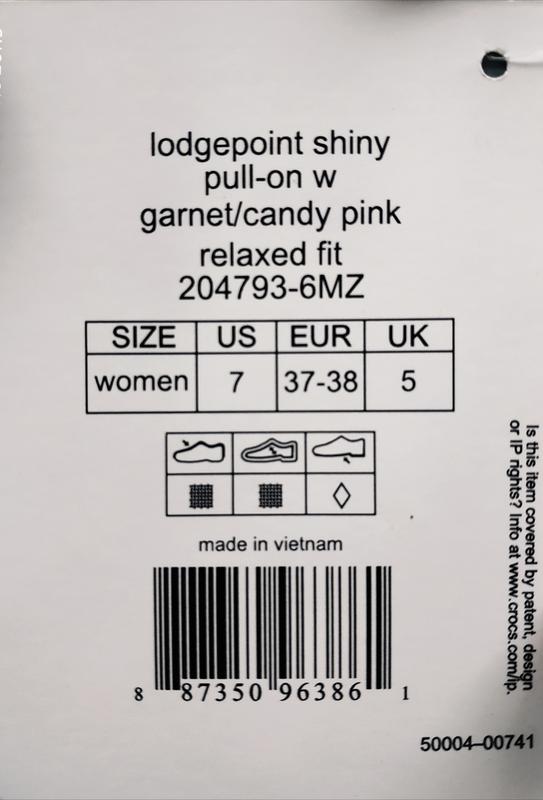 lodgepoint shiny
pull-on w
garnet/candy pink
relaxed fit
204793-6MZ
SIZE US EUR UK
women 7 37-38 5
made in vietnam
8 87350 96386 1
Is this item covered by patent, design
or IP rights? Info at www.crocs.com/ip.
50004-00741